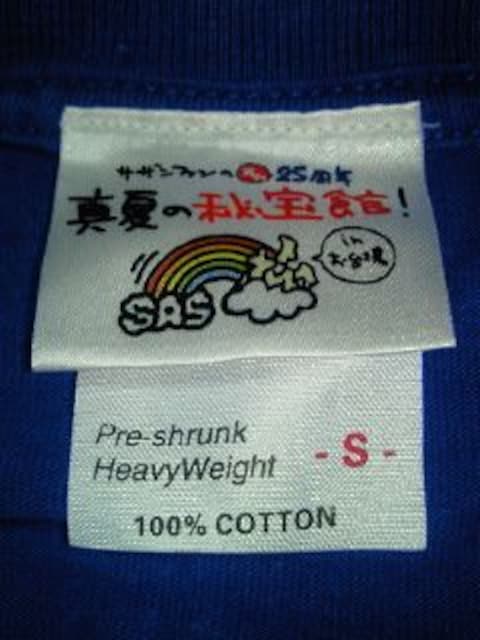 サザンファンの 25周年
真夏の秘宝館!
in
お台場
SAS
Pre-shrunk
HeavyWeight
- S -
100% COTTON